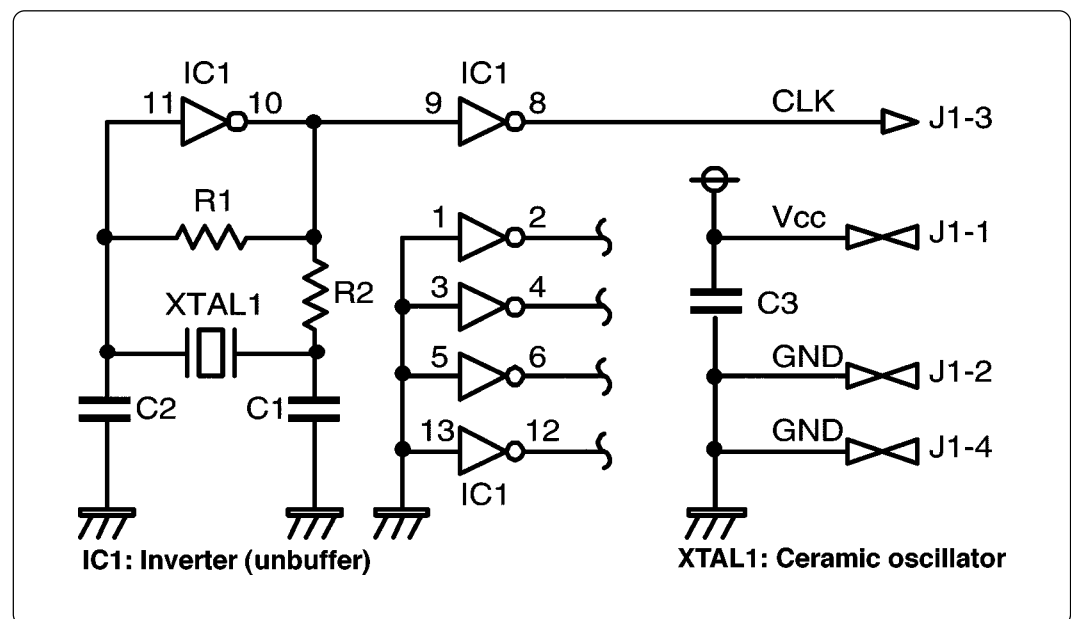 IC1 IC1
11 10 9 8 CLK J1-3
R1 1 2 Vcc J1-1
XTAL1 R2 3 4 C3
5 6 GND J1-2
C2 C1 13 12 GND J1-4
IC1
IC1: Inverter (unbuffer) XTAL1: Ceramic oscillator